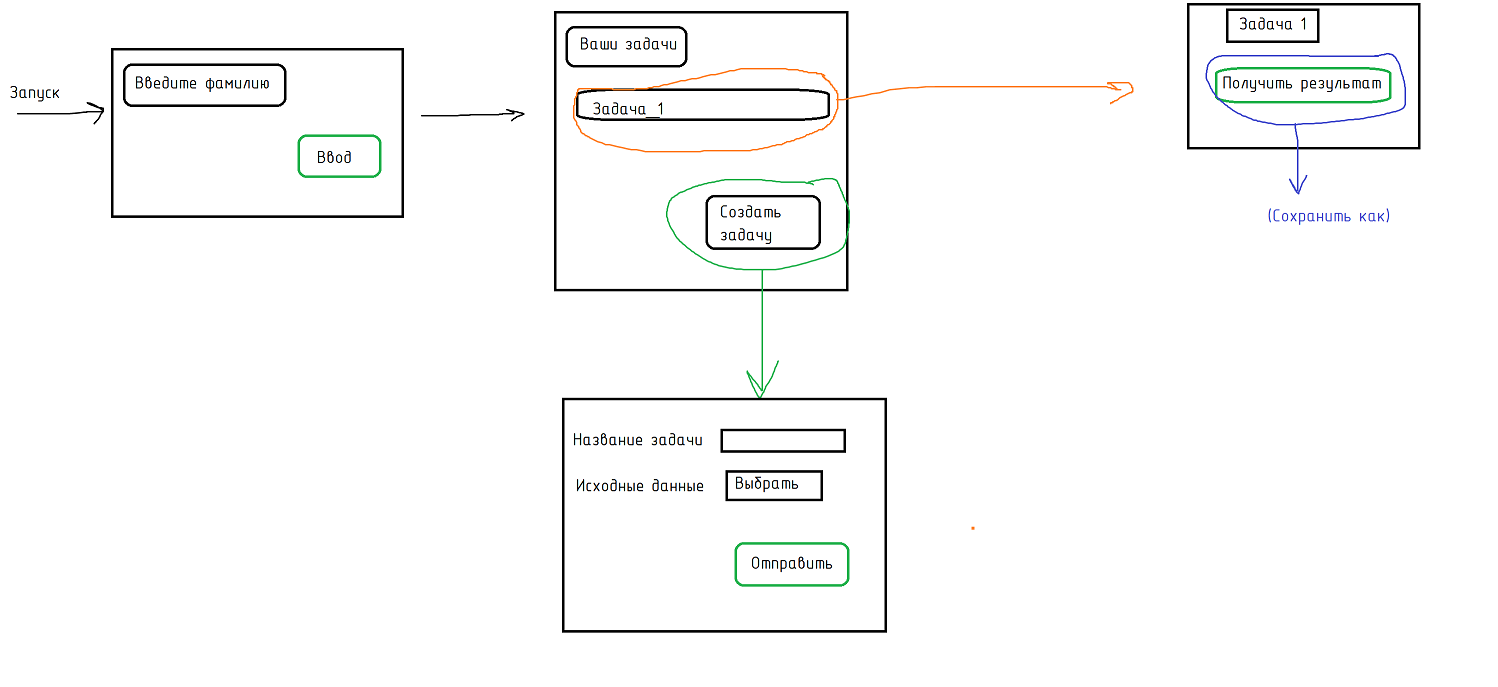 Запуск
Введите фамилию
Ввод
Ваши задачи
Задача_1
Создать
задачу
Задача 1
Получить результат
(Сохранить как)
Название задачи
Исходные данные
Выбрать
Отправить